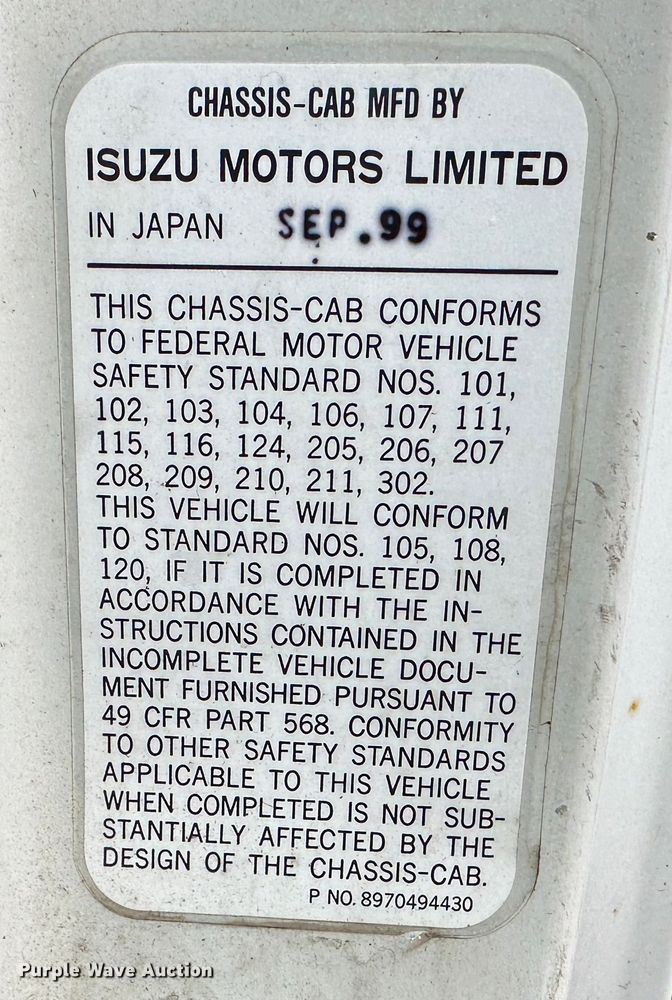 CHASSIS-CAB MFD BY
ISUZU MOTORS LIMITED
IN JAPAN SEP.99
THIS CHASSIS-CAB CONFORMS
TO FEDERAL MOTOR VEHICLE
SAFETY STANDARD NOS. 101,
102, 103, 104, 106, 107, 111,
115, 116, 124, 205, 206, 207
208, 209, 210, 211, 302.
THIS VEHICLE WILL CONFORM
TO STANDARD NOS. 105, 108,
120, IF IT IS COMPLETED IN
ACCORDANCE WITH THE IN-
STRUCTIONS CONTAINED IN THE
INCOMPLETE VEHICLE DOCU-
MENT FURNISHED PURSUANT TO
49 CFR PART 568. CONFORMITY
TO OTHER SAFETY STANDARDS
APPLICABLE TO THIS VEHICLE
WHEN COMPLETED IS NOT SUB-
STANTIALLY AFFECTED BY THE
DESIGN OF THE CHASSIS-CAB.
P NO. 8970494430
Purple Wave Auction